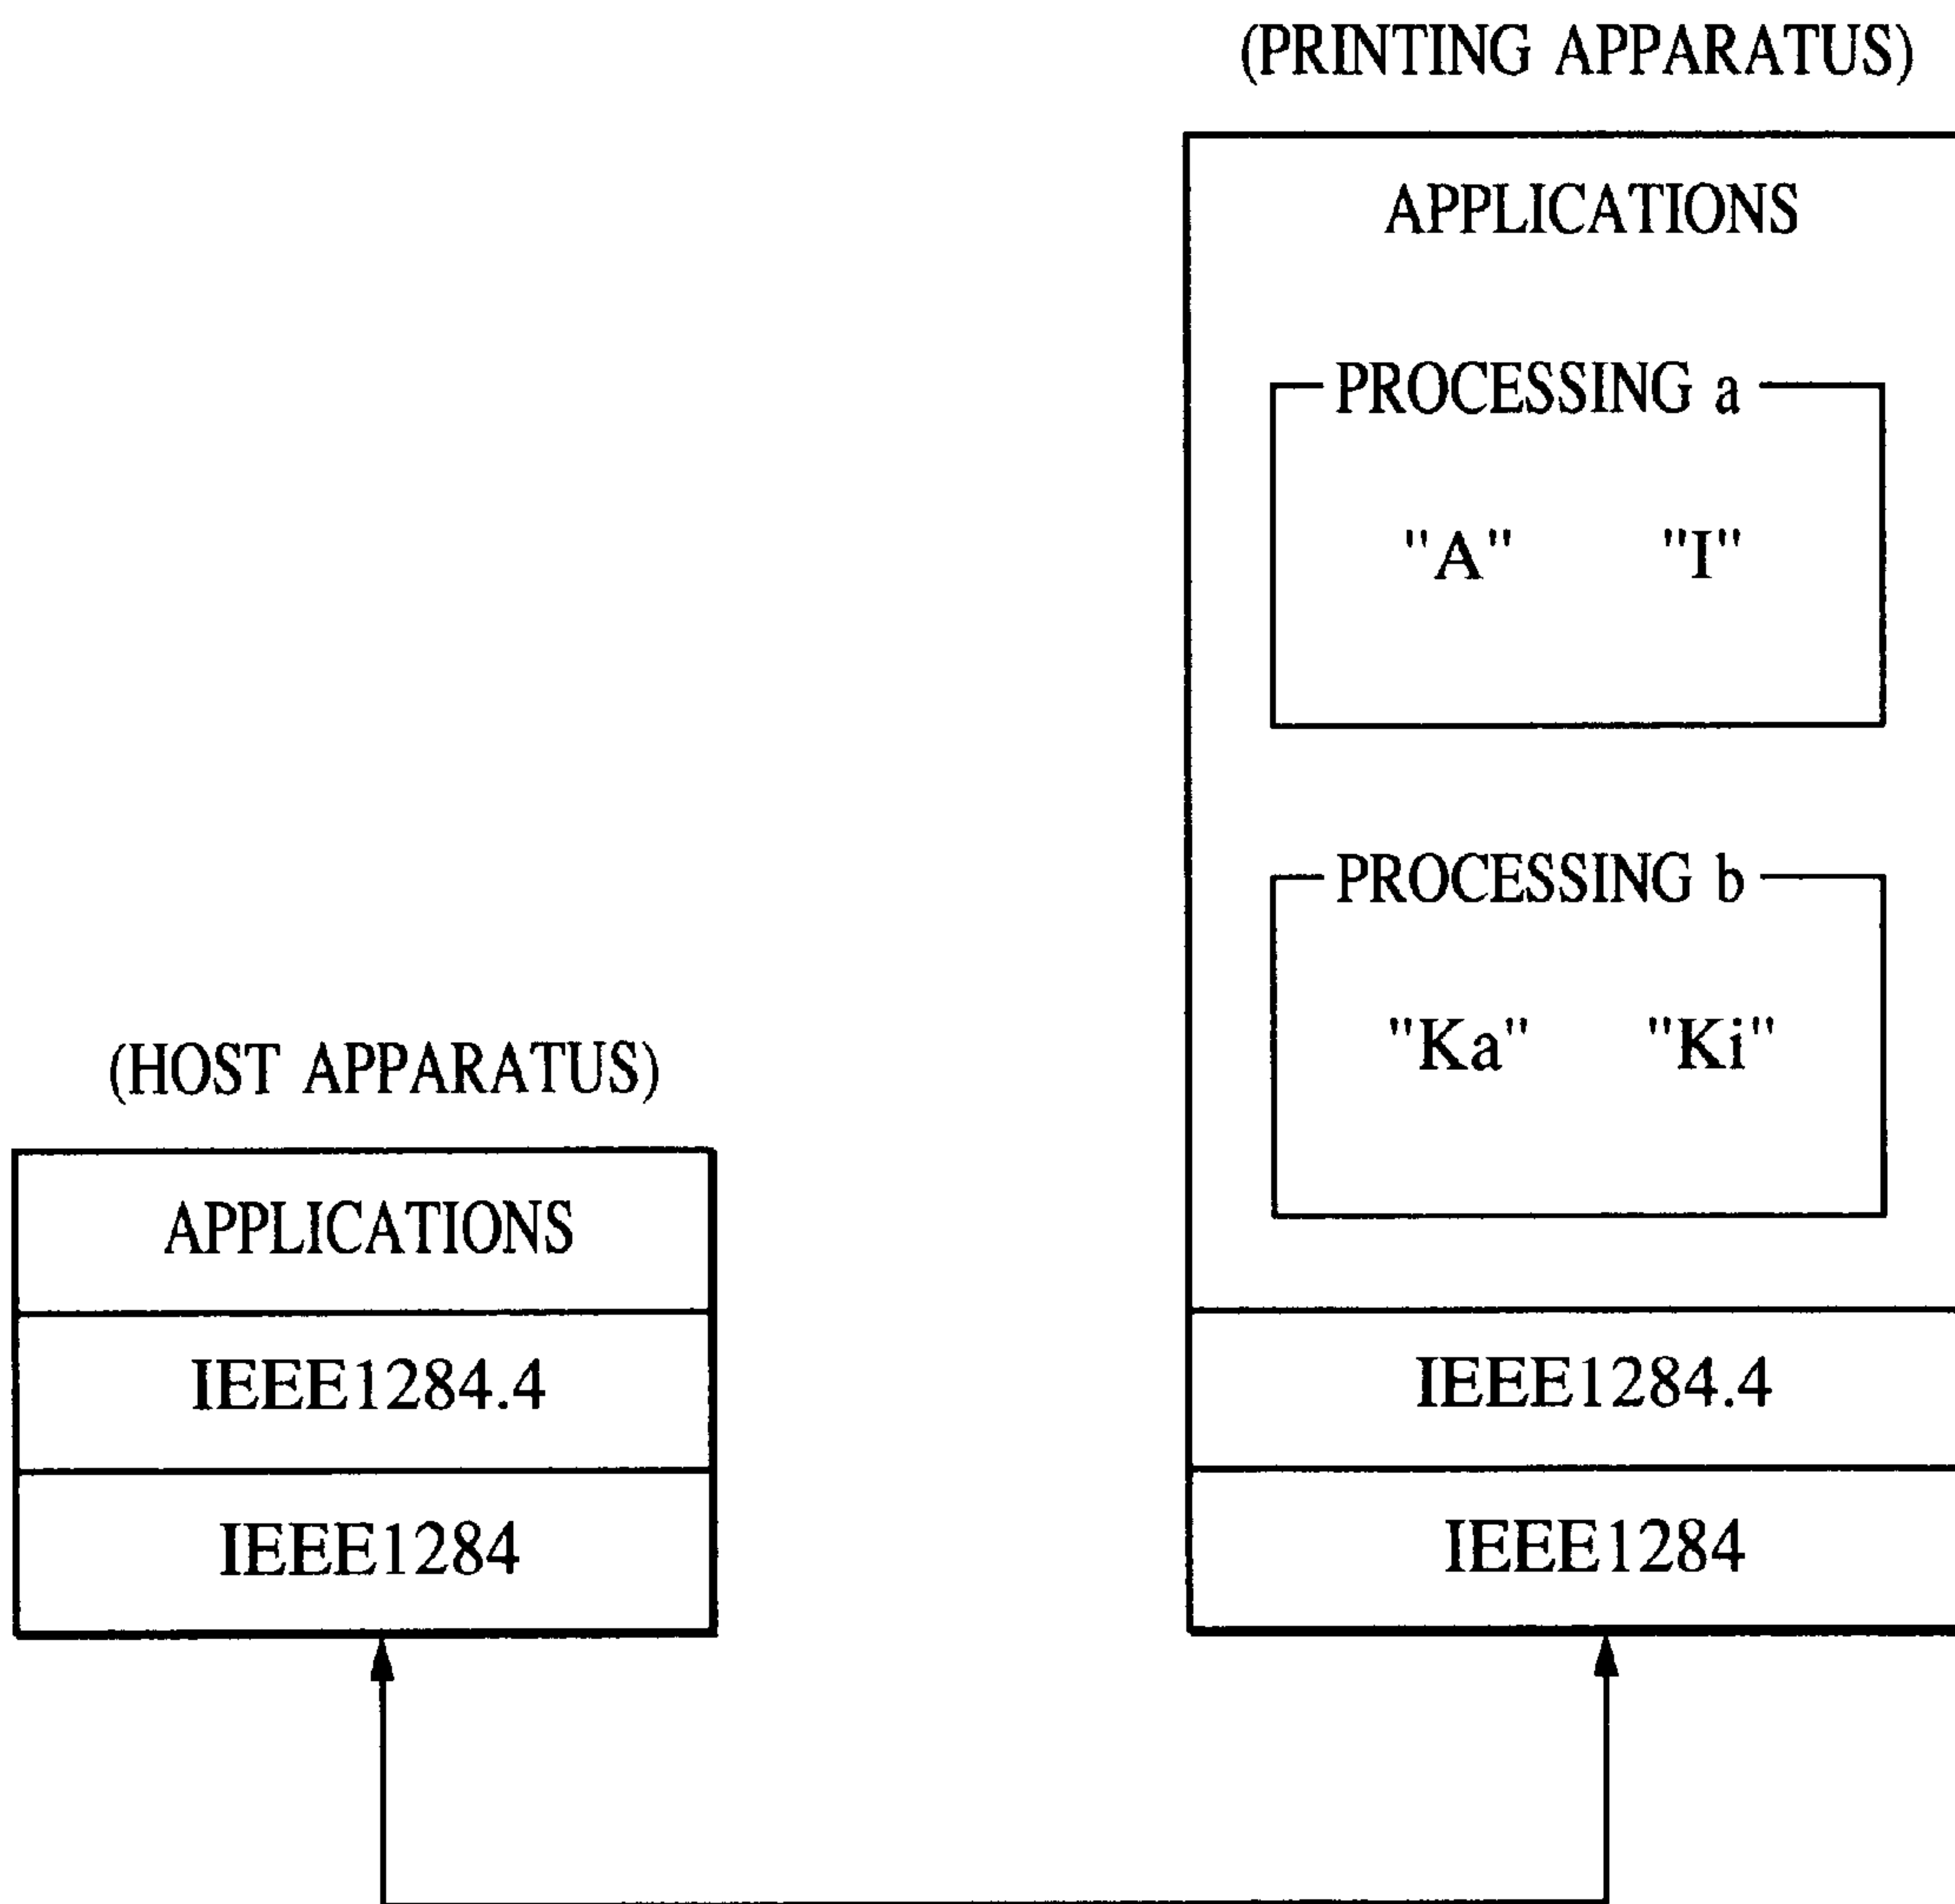 (PRINTING APPARATUS)
APPLICATIONS
PROCESSING a
"A" "I"
PROCESSING b
"Ka" "Ki"
(HOST APPARATUS)
APPLICATIONS
IEEE1284.4
IEEE1284
IEEE1284.4
IEEE1284